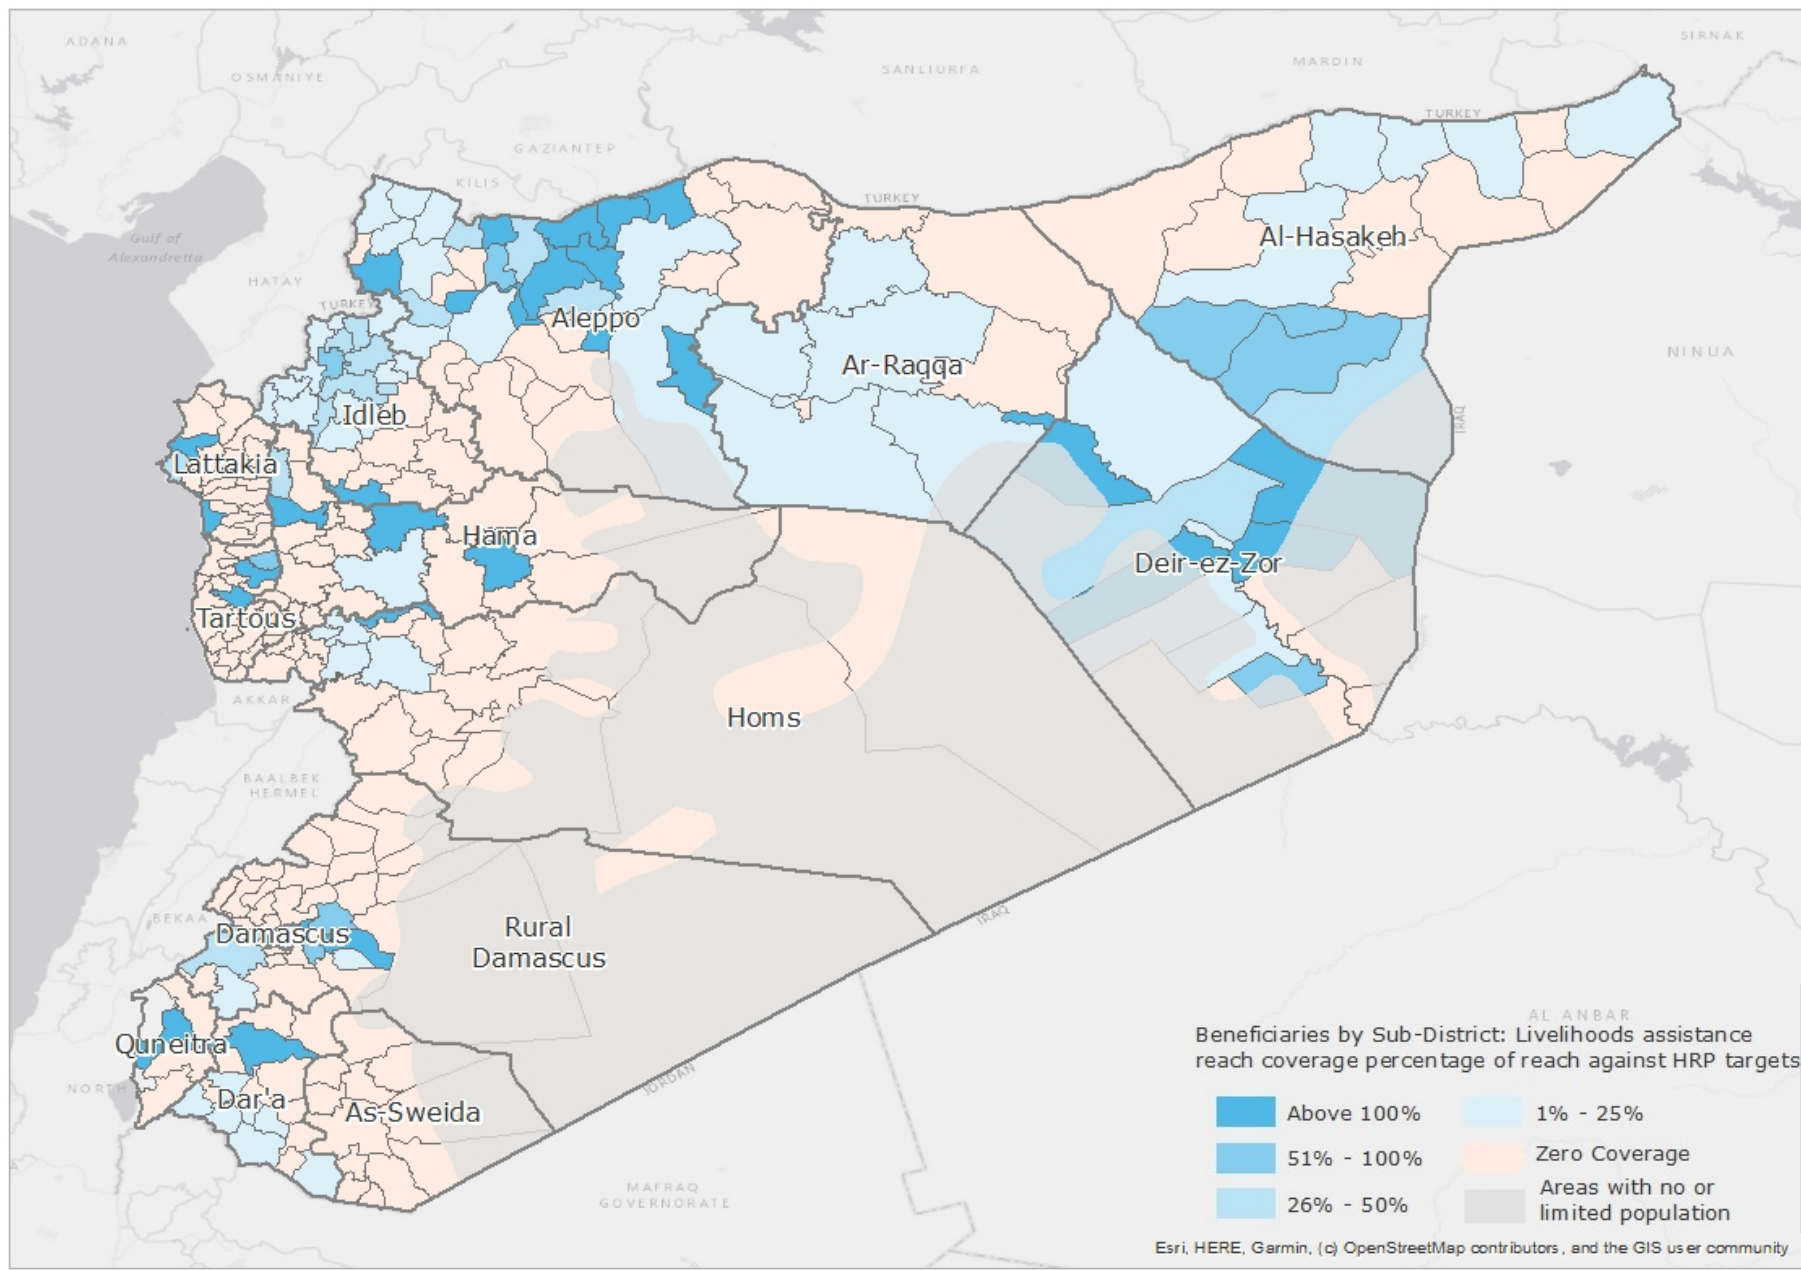 ADANA
OSMANIYE
SANLIURFA
MARDIN
SIRNAK
TURKEY
GAZIANTEP
KILIS
TURKEY
Gulf of
Alexandretta
HATAY
TURKEY
Al-Hasakeh
Aleppo
Ar-Raqqa
NINUA
Idleb
IRAQ
Lattakia
Hama
Deir-ez-Zor
Tartous
AKKAR
Homs
BAALBEK
HERMEL
BEKAA
Damascus
Rural
Damascus
IRAQ
Quneitra
NORTH
Dar'a
As-Sweida
JORDAN
MAFRAQ
GOVERNORATE
AL ANBAR
Beneficiaries by Sub-District: Livelihoods assistance
reach coverage percentage of reach against HRP targets
Above 100%
1% - 25%
51% - 100%
Zero Coverage
26% - 50%
Areas with no or
limited population
Esri, HERE, Garmin, (c) OpenStreetMap contributors, and the GIS user community